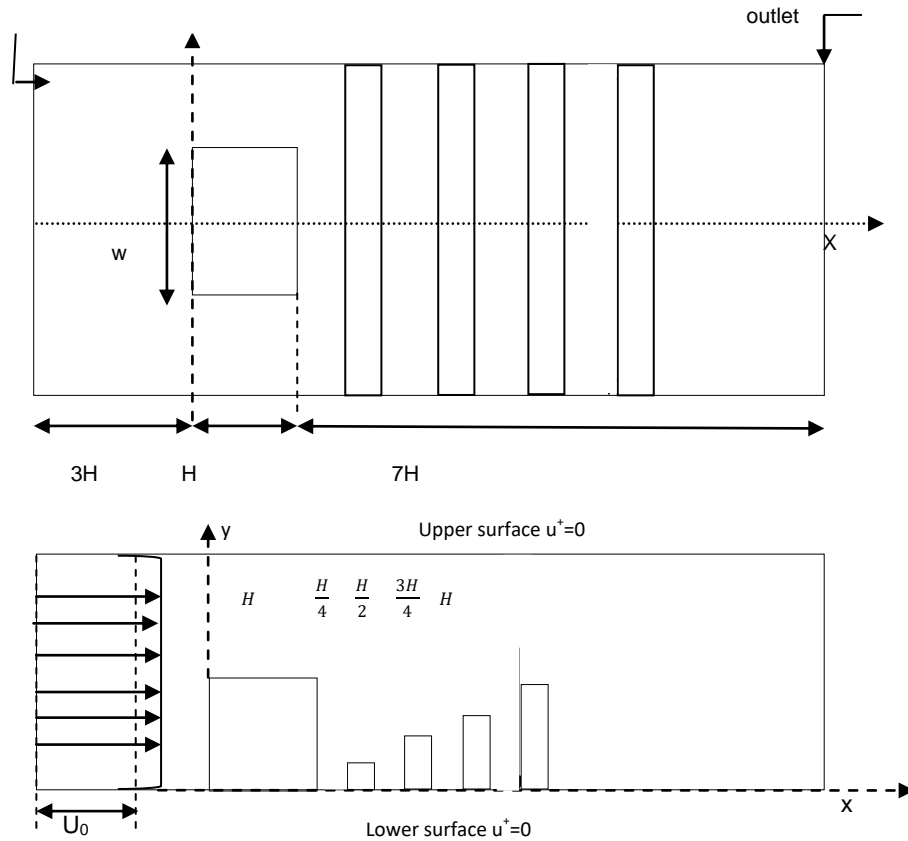 outlet
w
X
3H H 7H
y
Upper surface u⁺=0
H H/4 H/2 3H/4 H
x
U₀
Lower surface u⁺=0